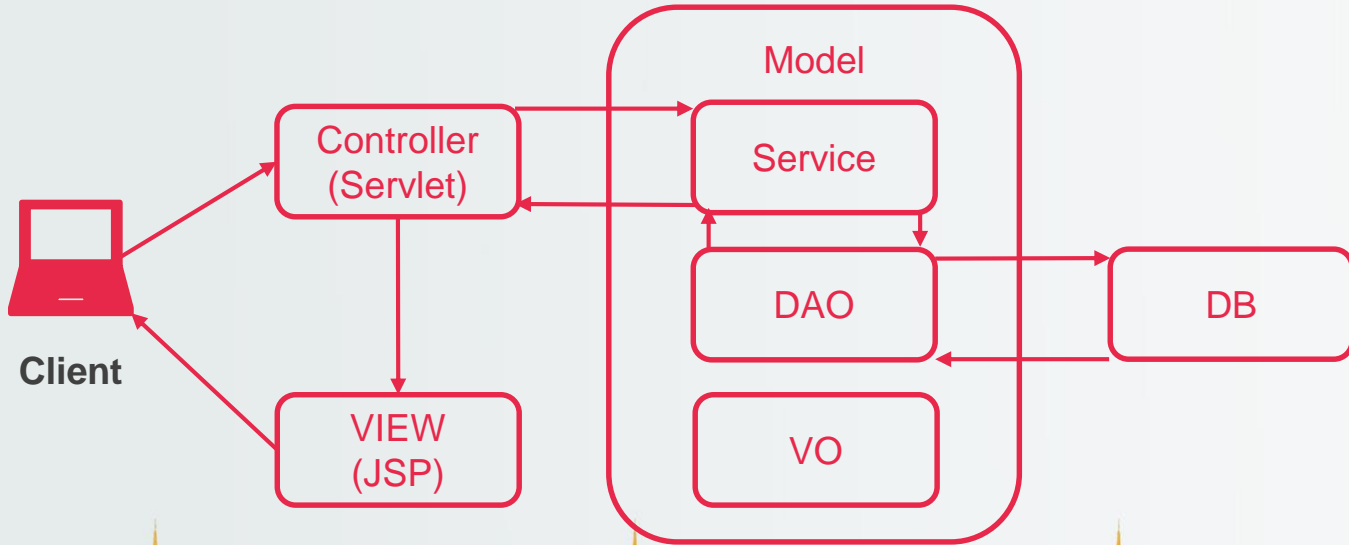 Model
Controller
(Servlet)
Service
DAO
DB
Client
VIEW
(JSP)
VO